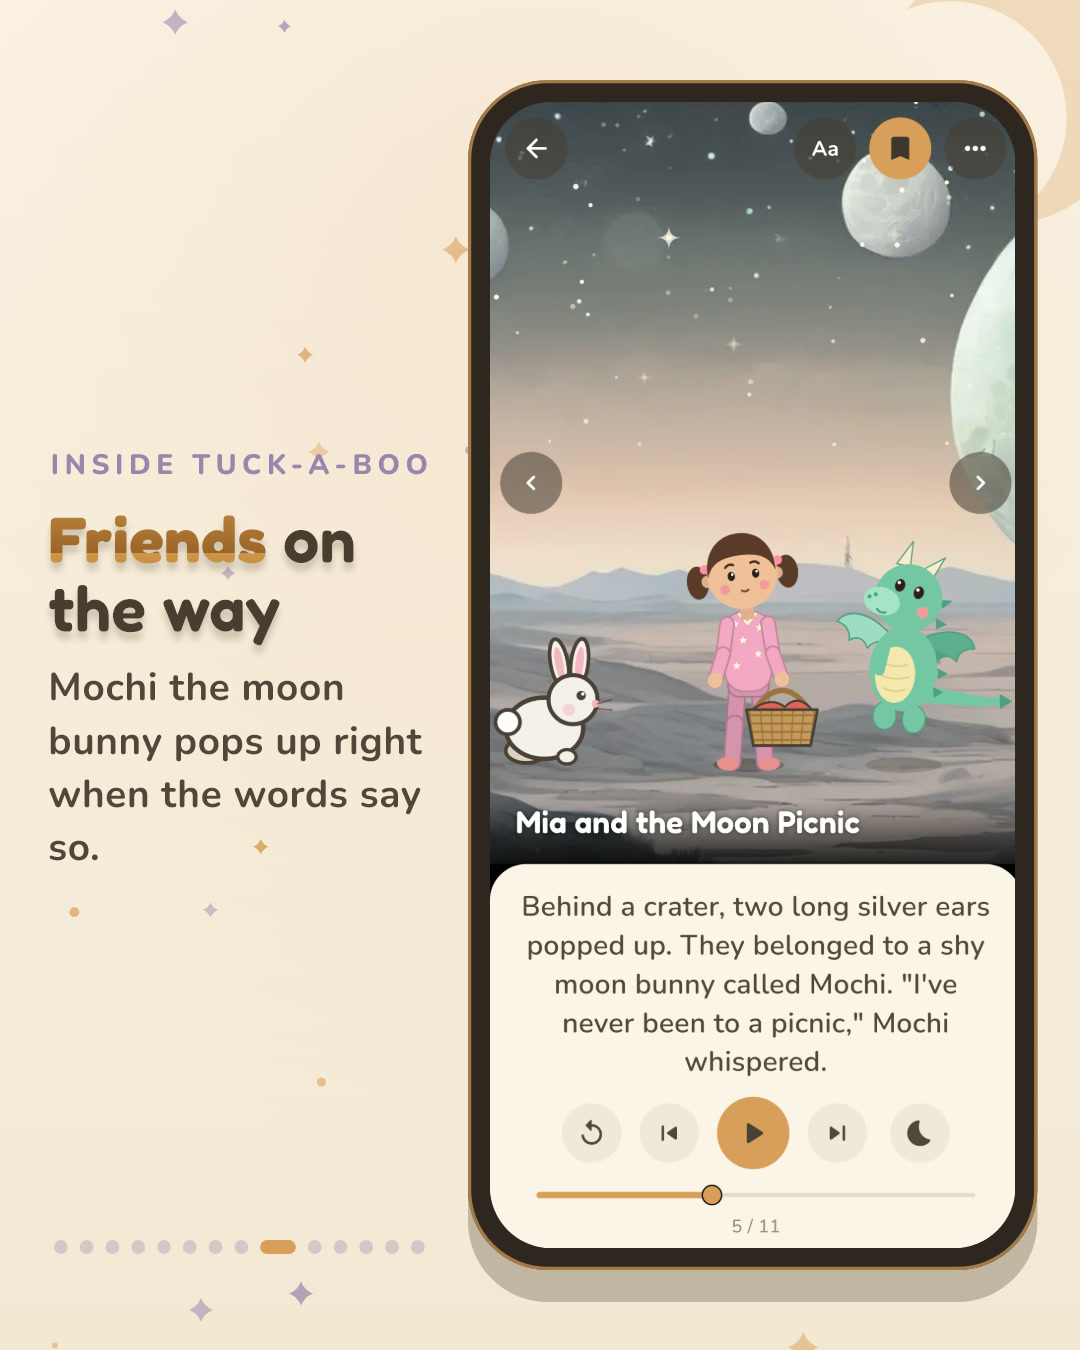 INSIDE TUCK-A-BOO
Friends on
the way
Mochi the moon
bunny pops up right
when the words say
so.
Aa
Mia and the Moon Picnic
Behind a crater, two long silver ears
popped up. They belonged to a shy
moon bunny called Mochi. "I've
never been to a picnic," Mochi
whispered.
5 / 11